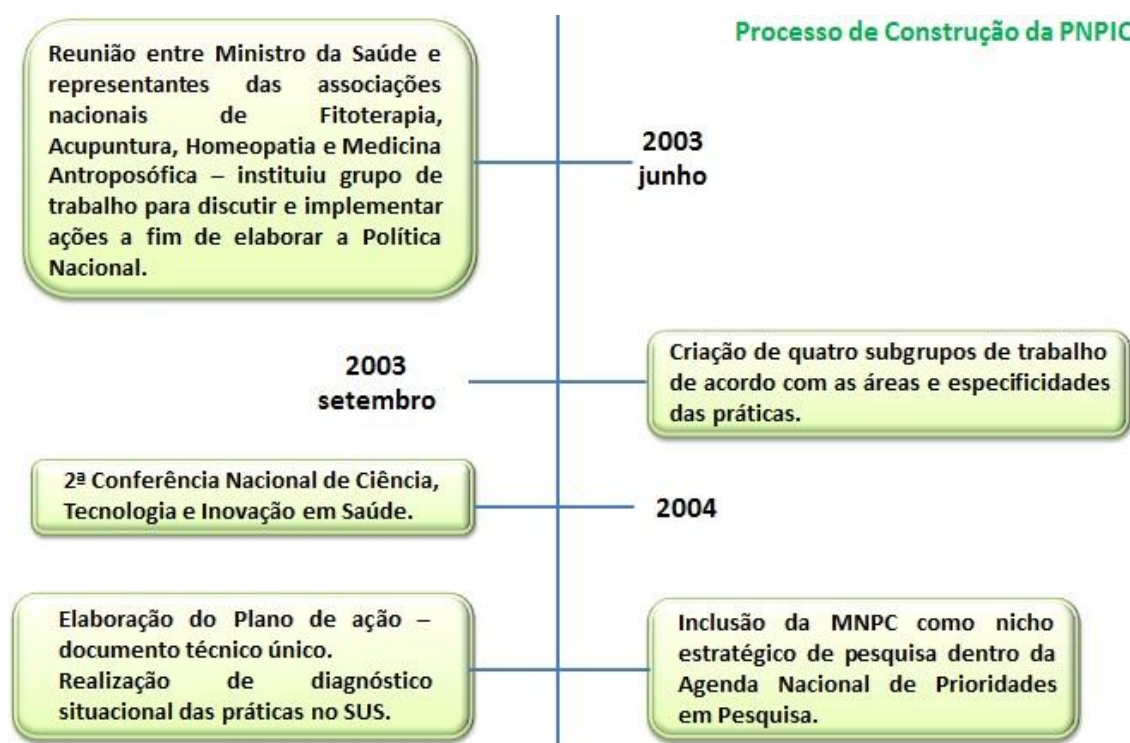 Processo de Construção da PNPIC
Reunião entre Ministro da Saúde e
representantes das associações
nacionais de Fitoterapia,
Acupuntura, Homeopatia e Medicina
Antroposófica – instituiu grupo de
trabalho para discutir e implementar
ações a fim de elaborar a Política
Nacional.
2003
junho
2003
setembro
Criação de quatro subgrupos de trabalho
de acordo com as áreas e especificidades
das práticas.
2ª Conferência Nacional de Ciência,
Tecnologia e Inovação em Saúde.
2004
Elaboração do Plano de ação –
documento técnico único.
Realização de diagnóstico
situacional das práticas no SUS.
Inclusão da MNPC como nicho
estratégico de pesquisa dentro da
Agenda Nacional de Prioridades
em Pesquisa.